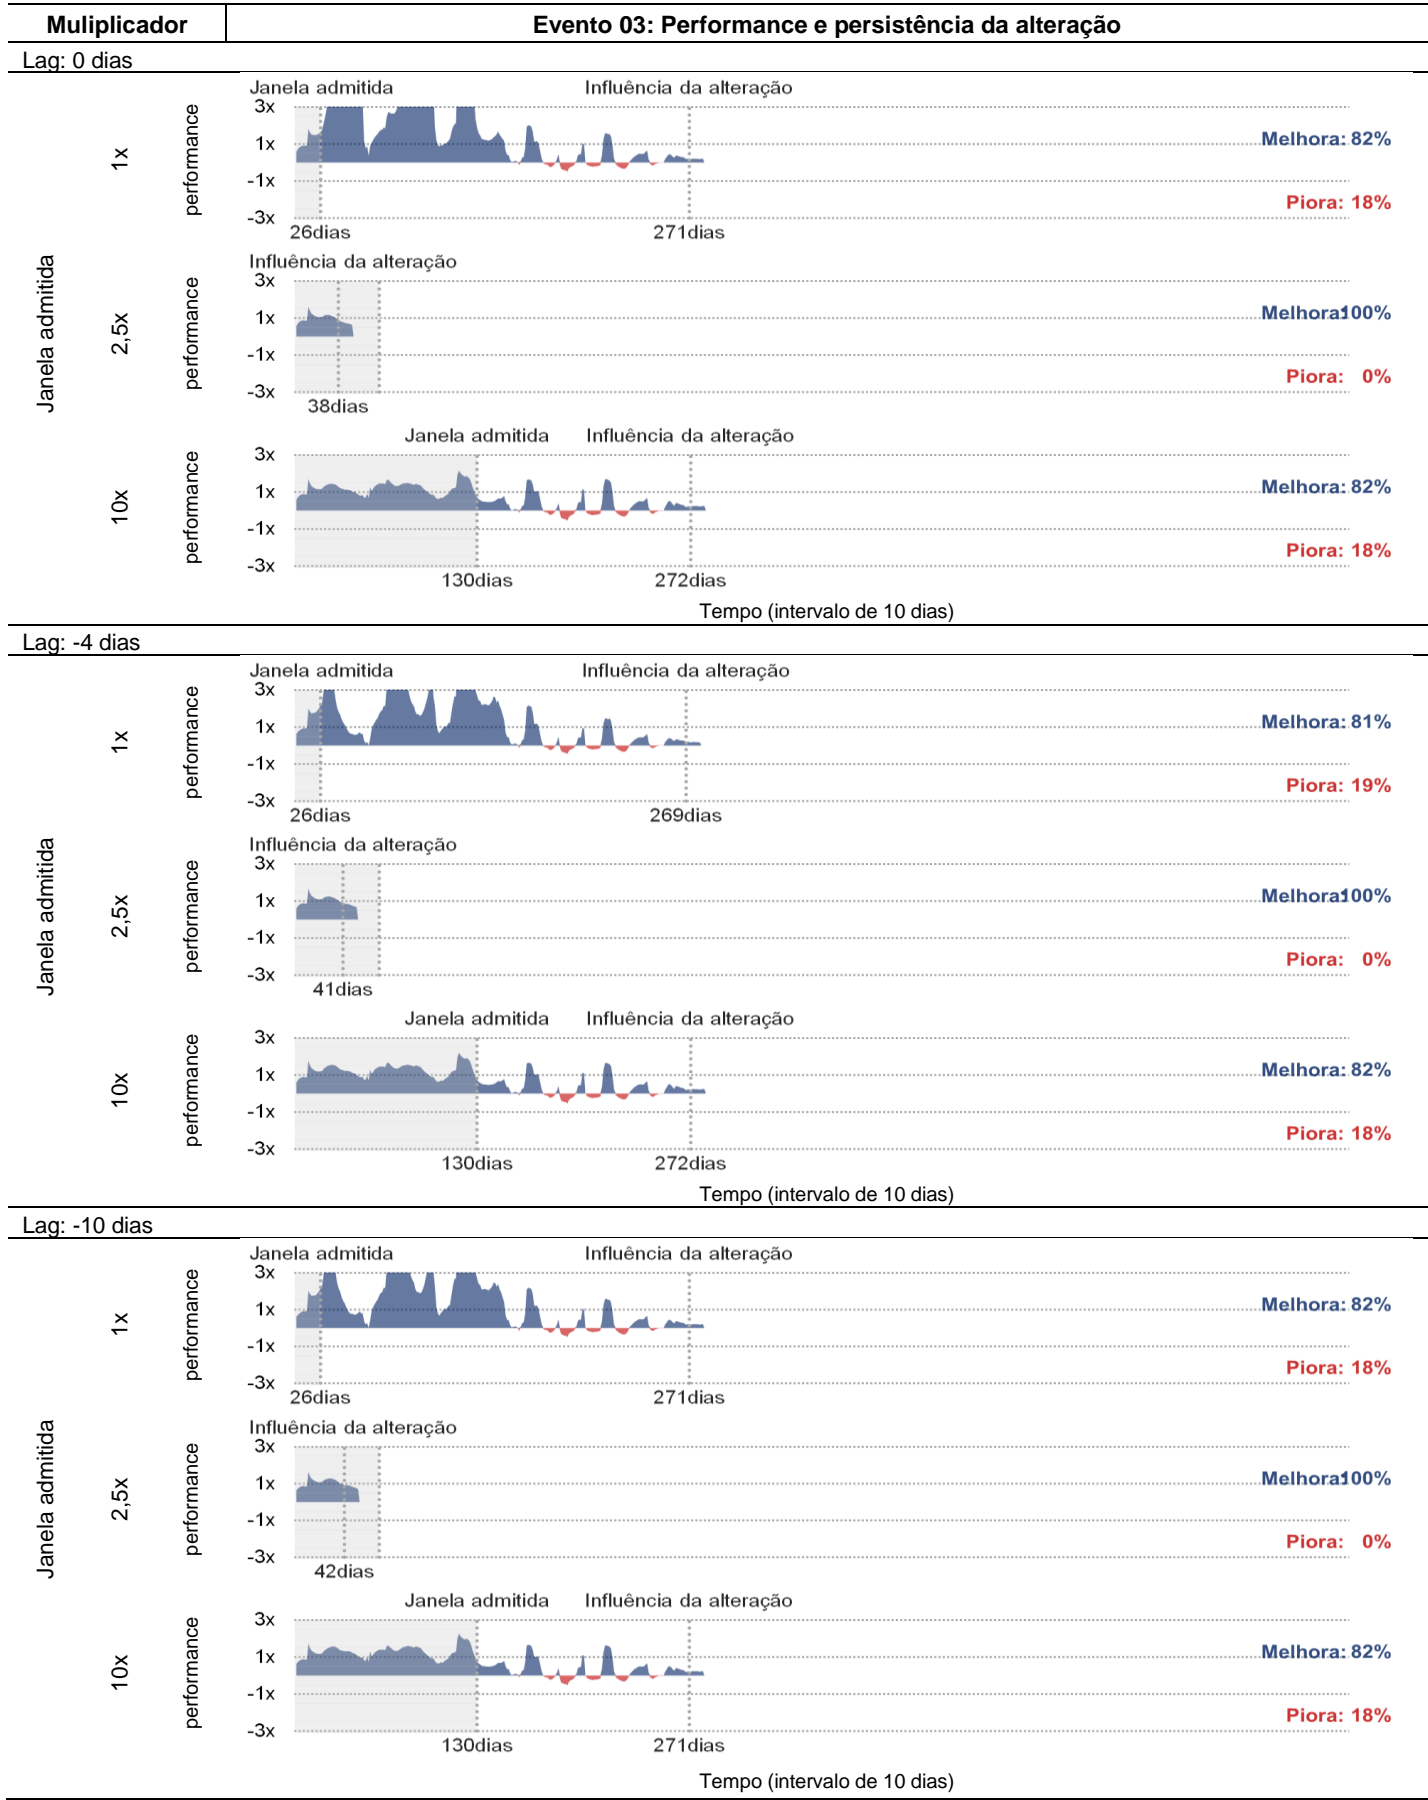 Muliplicador Evento 03: Performance e persistência da alteração
Lag: 0 dias
Janela admitida
1x
performance
Janela admitida Influência da alteração
3x
1x
-1x
-3x
Melhora: 82%
Piora: 18%
26dias 271dias
2,5x
performance
Influência da alteração
3x
1x
-1x
-3x
Melhora:100%
Piora: 0%
38dias
10x
performance
Janela admitida Influência da alteração
3x
1x
-1x
-3x
Melhora: 82%
Piora: 18%
130dias 272dias
Tempo (intervalo de 10 dias)
Lag: -4 dias
Janela admitida
1x
performance
Janela admitida Influência da alteração
3x
1x
-1x
-3x
Melhora: 81%
Piora: 19%
26dias 269dias
2,5x
performance
Influência da alteração
3x
1x
-1x
-3x
Melhora:100%
Piora: 0%
41dias
10x
performance
Janela admitida Influência da alteração
3x
1x
-1x
-3x
Melhora: 82%
Piora: 18%
130dias 272dias
Tempo (intervalo de 10 dias)
Lag: -10 dias
Janela admitida
1x
performance
Janela admitida Influência da alteração
3x
1x
-1x
-3x
Melhora: 82%
Piora: 18%
26dias 271dias
2,5x
performance
Influência da alteração
3x
1x
-1x
-3x
Melhora:100%
Piora: 0%
42dias
10x
performance
Janela admitida Influência da alteração
3x
1x
-1x
-3x
Melhora: 82%
Piora: 18%
130dias 271dias
Tempo (intervalo de 10 dias)